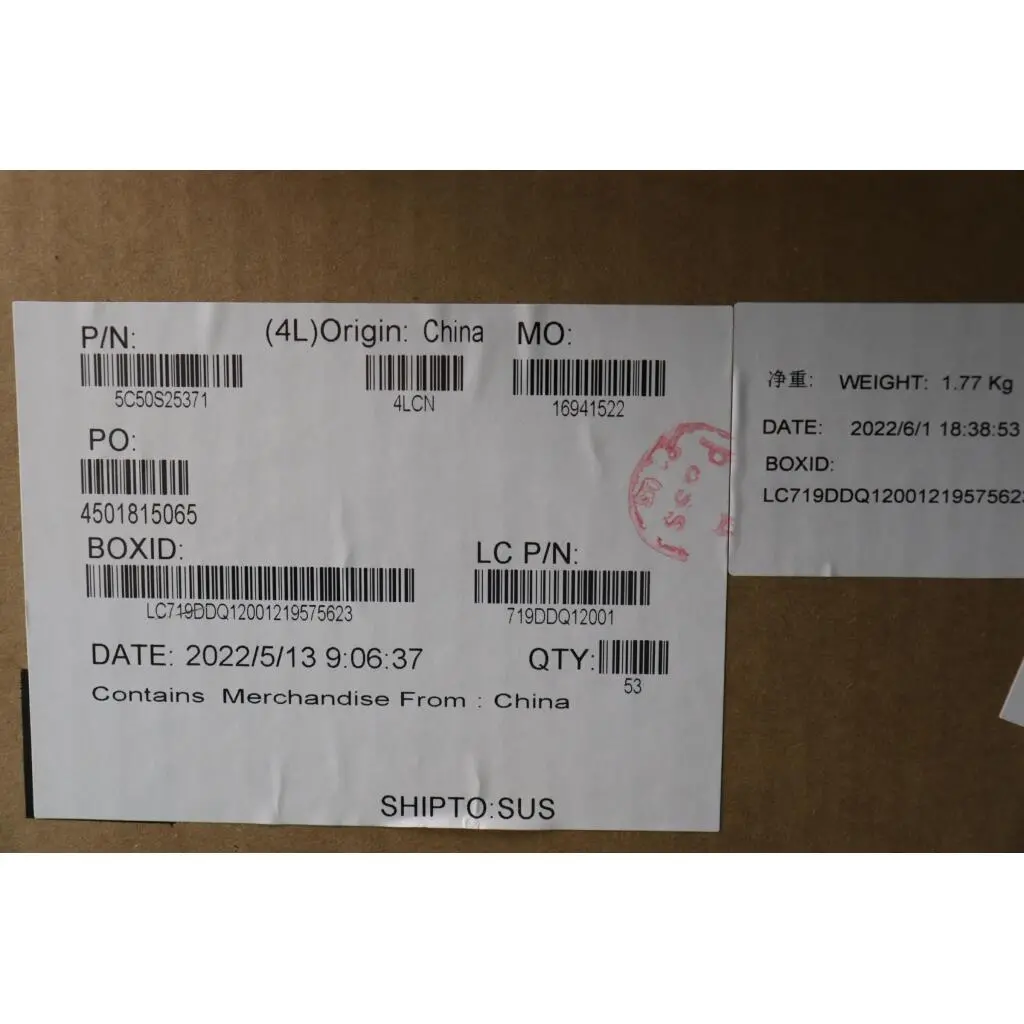 P/N: (4L)Origin: China MO:
5C50S25371 4LCN 16941522
PO:
4501815065
BOXID: LC P/N:
LC719DDQ12001219575623 719DDQ12001
DATE: 2022/5/13 9:06:37 QTY:
53
Contains Merchandise From : China
SHIPTO:SUS
净重: WEIGHT: 1.77 Kg
DATE: 2022/6/1 18:38:53
BOXID:
LC719DDQ12001219575623